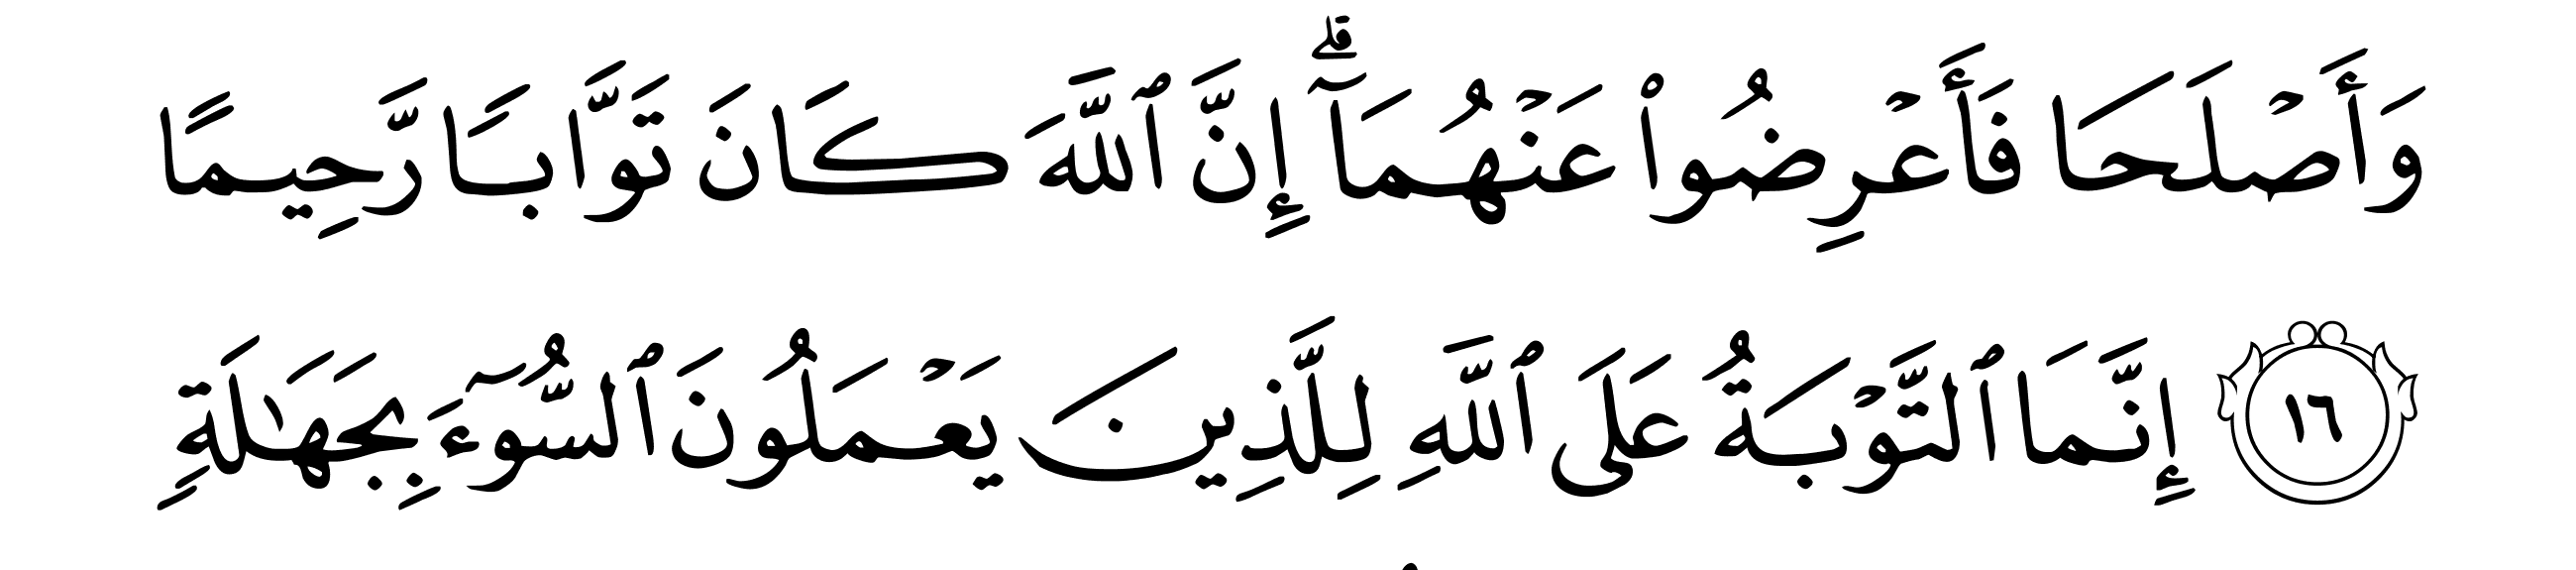 وَأَصْلَحَا فَأَعْرِضُوا۟ عَنْهُمَآ ۗ إِنَّ ٱللَّهَ كَانَ تَوَّابًا رَّحِيمًا
١٦ إِنَّمَا ٱلتَّوْبَةُ عَلَى ٱللَّهِ لِلَّذِينَ يَعْمَلُونَ ٱلسُّوٓءَ بِجَهَـٰلَةٍ